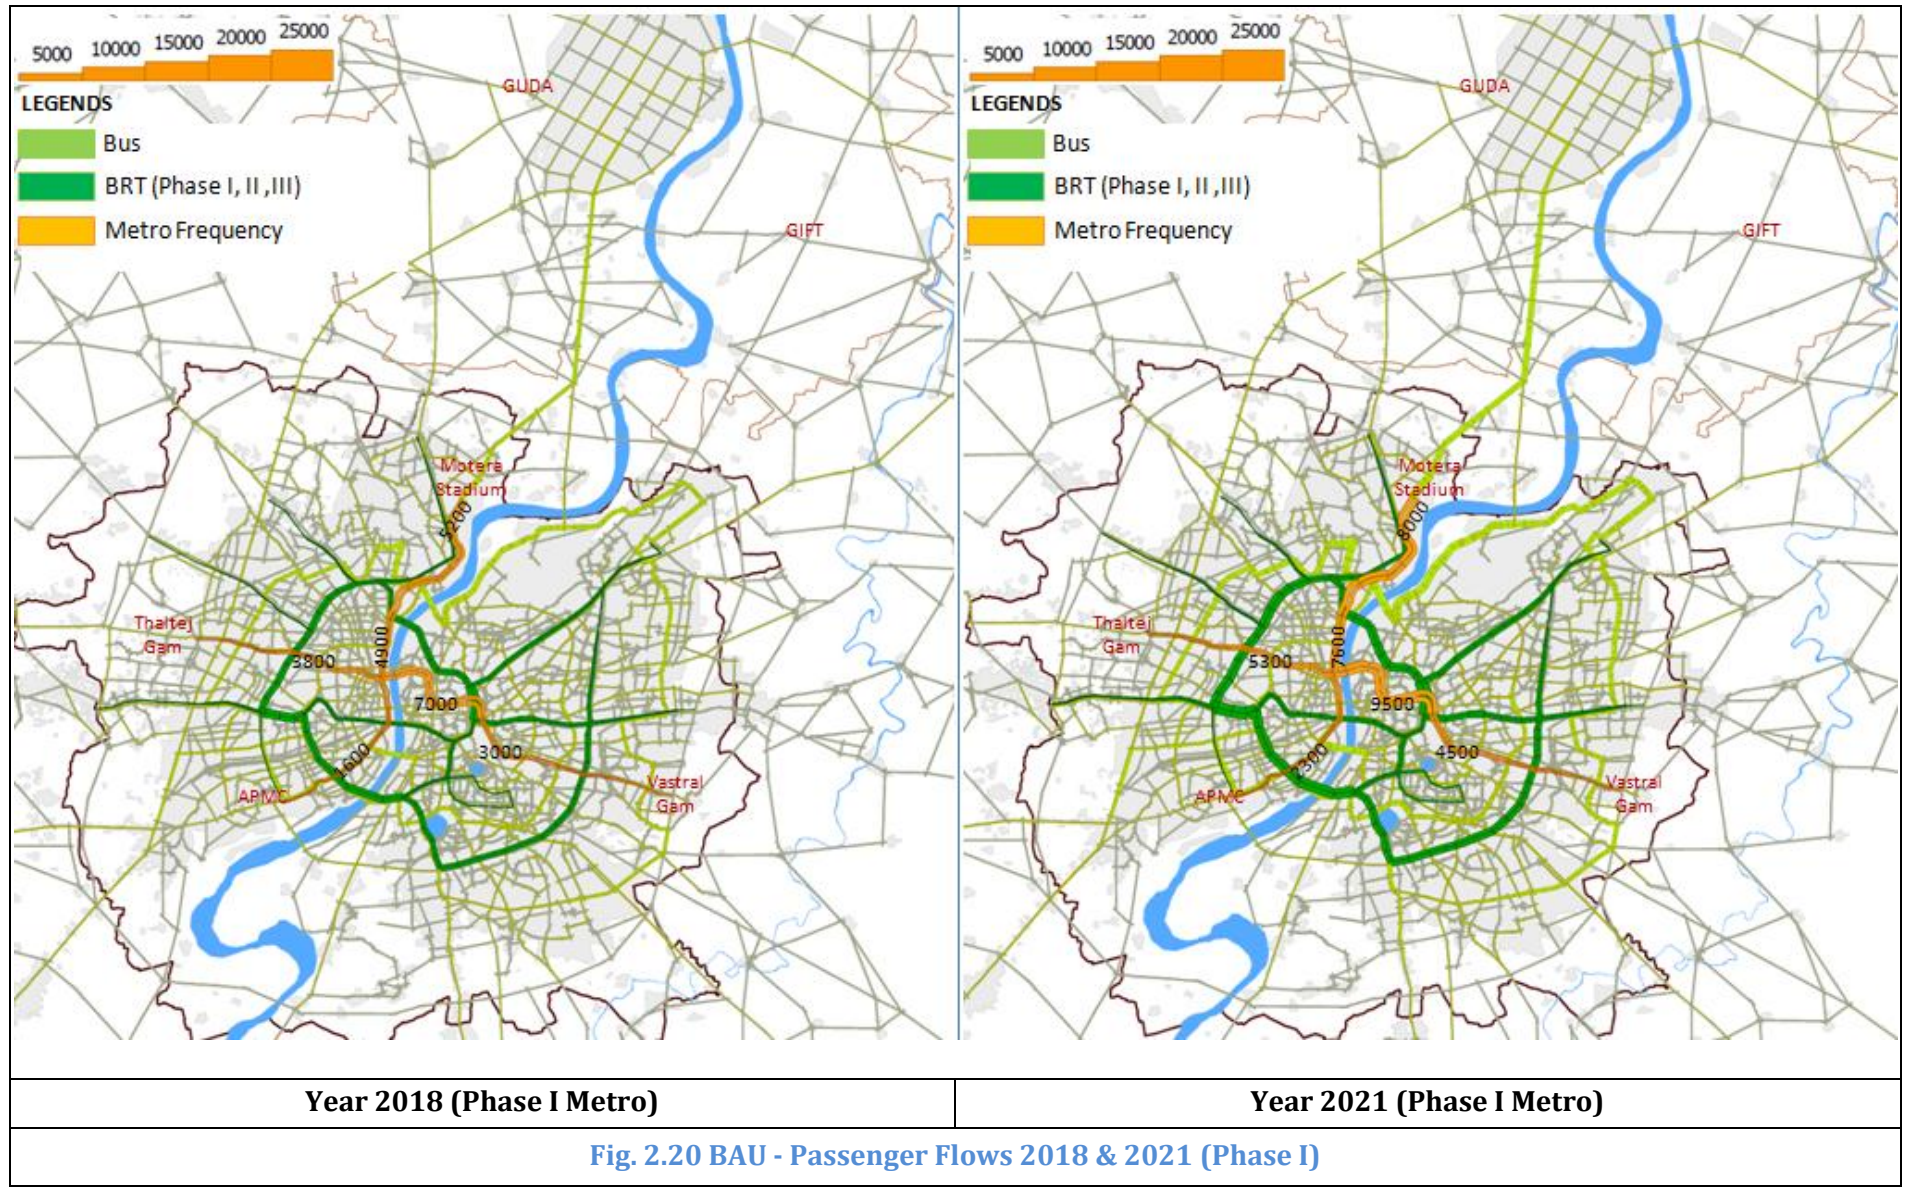 5000 10000 15000 20000 25000
LEGENDS
Bus
BRT (Phase I, II ,III)
Metro Frequency
GUDA
GIFT
Motera
Stadium
5200
Thaltej
Gam
3800
4900
7000
3000
1600
APMC
Vastral
Gam
5000 10000 15000 20000 25000
LEGENDS
Bus
BRT (Phase I, II ,III)
Metro Frequency
GUDA
GIFT
Motera
Stadium
8000
Thaltej
Gam
5300
7600
9500
4500
2300
APMC
Vastral
Gam
Year 2018 (Phase I Metro)
Year 2021 (Phase I Metro)
Fig. 2.20 BAU - Passenger Flows 2018 & 2021 (Phase I)